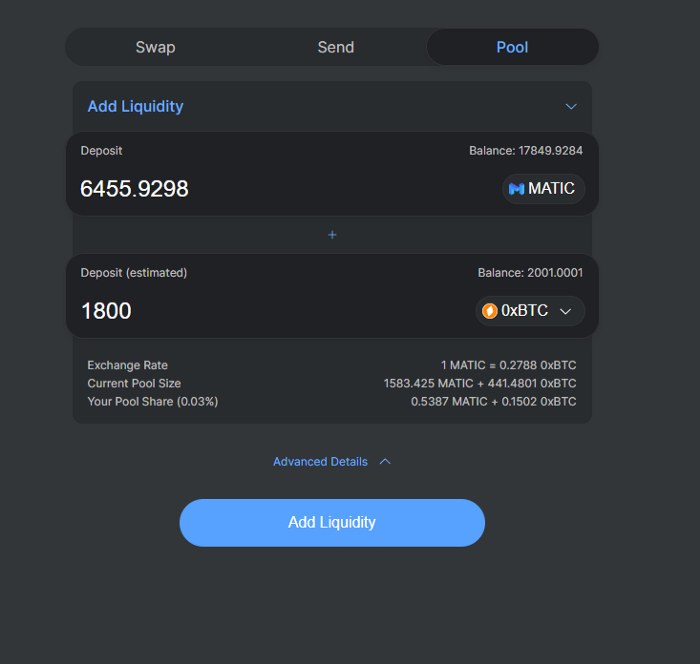 Swap Send Pool
Add Liquidity
Deposit Balance: 17849.9284
6455.9298 MATIC
+
Deposit (estimated) Balance: 2001.0001
1800 0xBTC
Exchange Rate 1 MATIC = 0.2788 0xBTC
Current Pool Size 1583.425 MATIC + 441.4801 0xBTC
Your Pool Share (0.03%) 0.5387 MATIC + 0.1502 0xBTC
Advanced Details
Add Liquidity